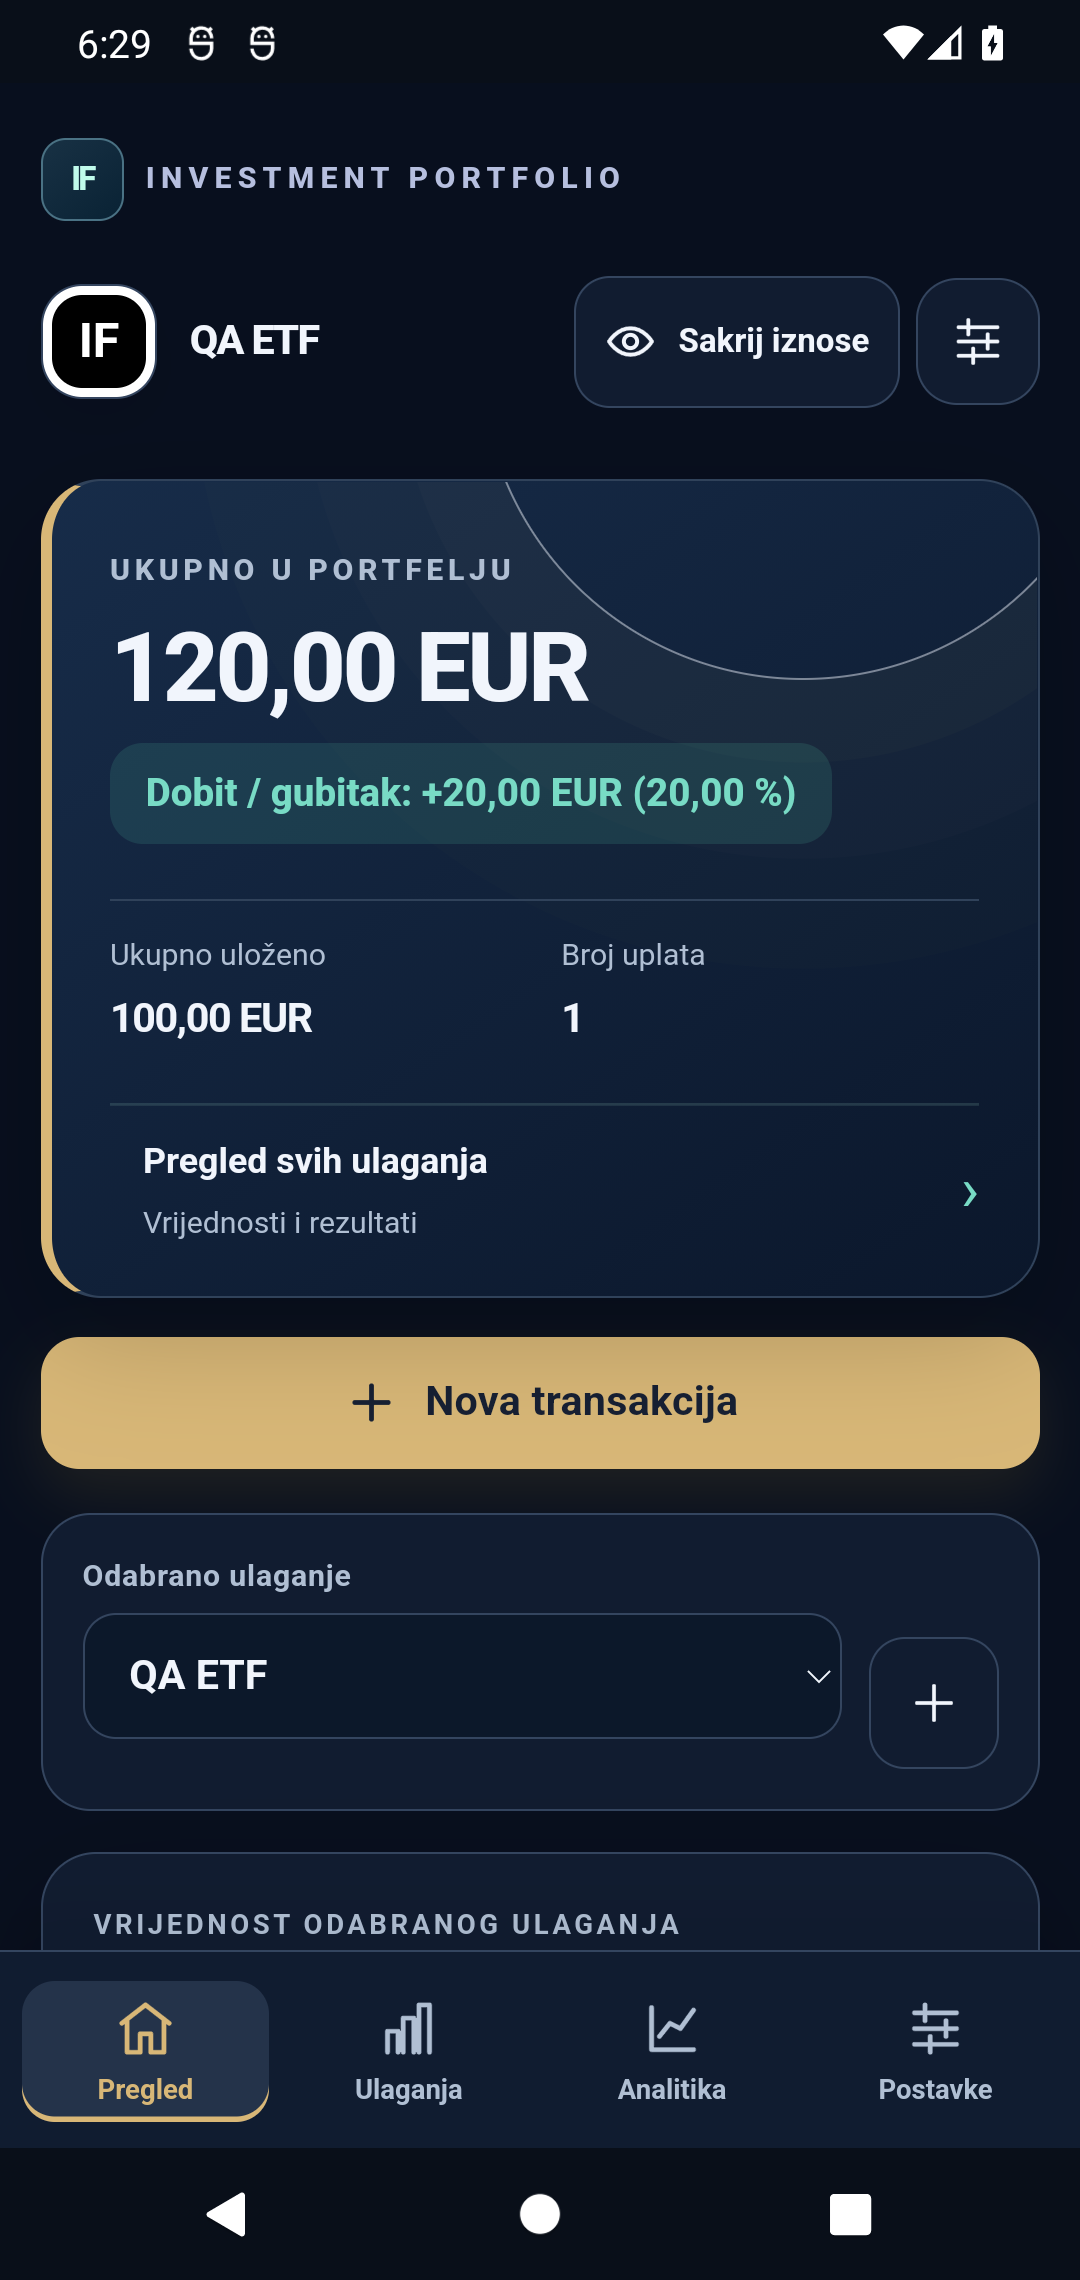 6:29
IF INVESTMENT PORTFOLIO
IF QA ETF Sakrij iznose
UKUPNO U PORTFELJU
120,00 EUR
Dobit / gubitak: +20,00 EUR (20,00 %)
Ukupno uloženo Broj uplata
100,00 EUR 1
Pregled svih ulaganja
Vrijednosti i rezultati
Nova transakcija
Odabrano ulaganje
QA ETF
VRIJEDNOST ODABRANOG ULAGANJA
Pregled Ulaganja Analitika Postavke